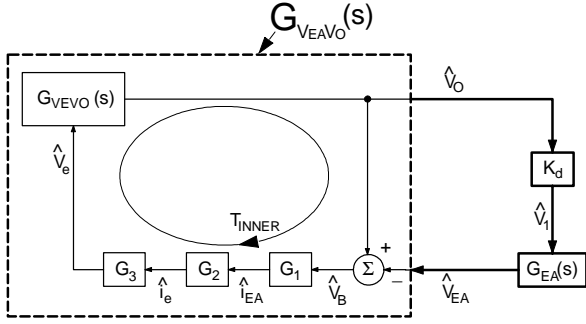 G_VEAVO(s)
G_VEVO (s)
V̂_O
V̂_e
K_d
T_INNER
V̂_1
+
G_3
G_2
G_1
Σ
−
G_EA(s)
î_e
î_EA
V̂_B
V̂_EA